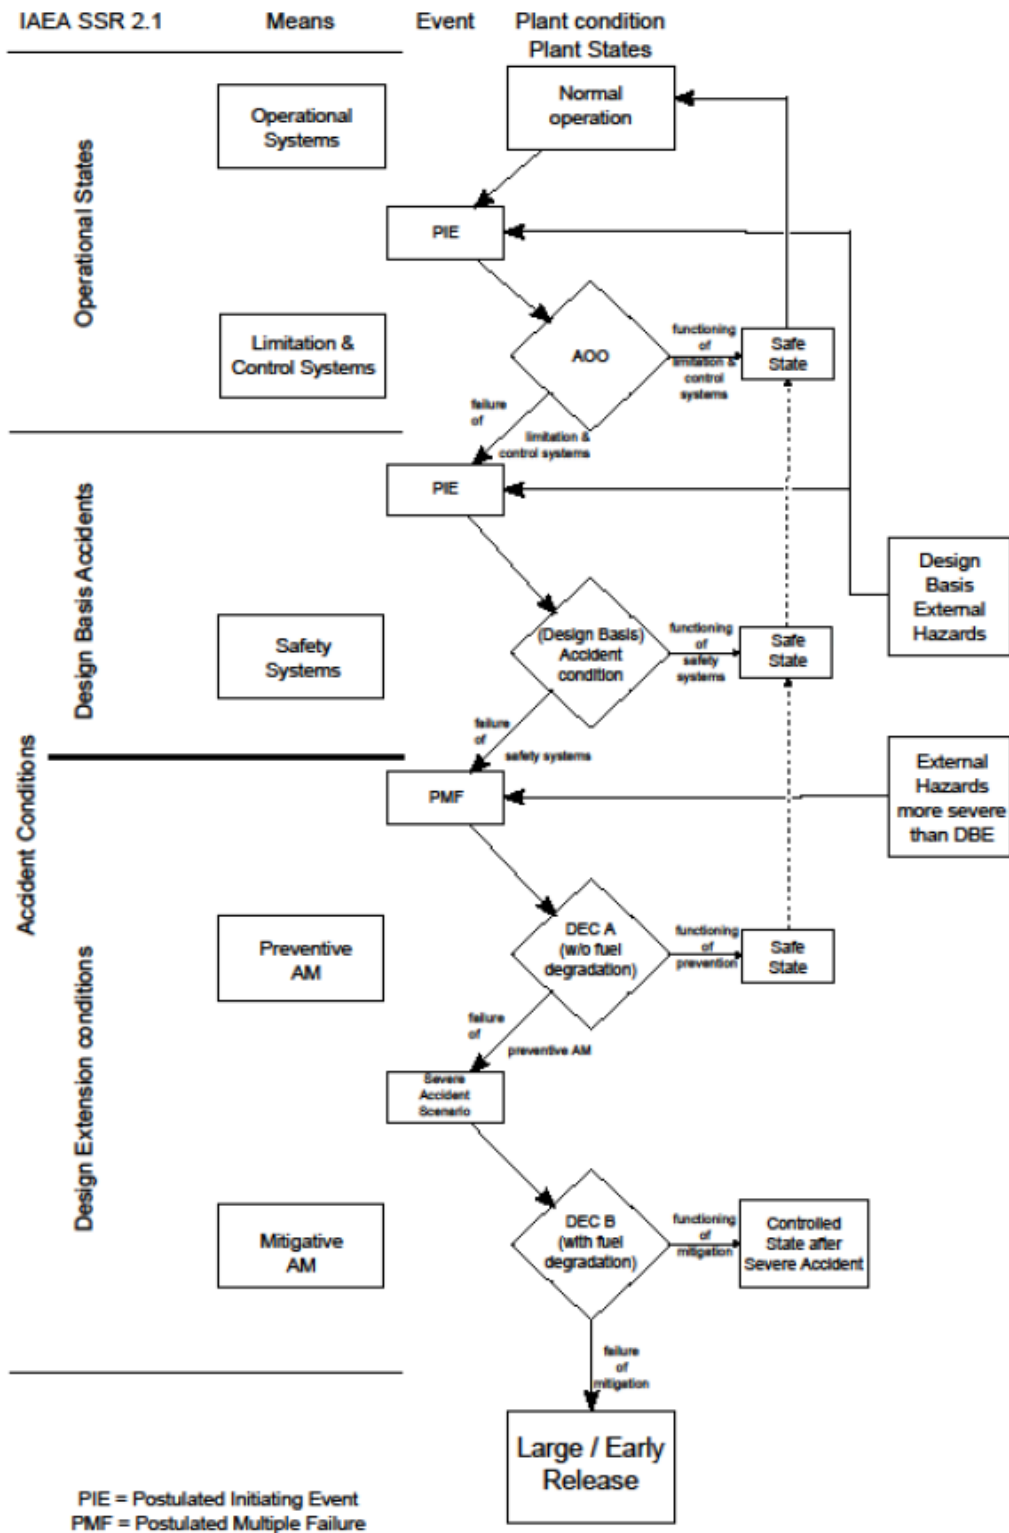 IAEA SSR 2.1
Means
Event
Plant condition
Plant States
Operational States
Operational
Systems
Normal
operation
PIE
Limitation &
Control Systems
AOO
functioning
of
limitation &
control
systems
Safe
State
failure
of
limitation &
control systems
Design Basis Accidents
PIE
Design
Basis
External
Hazards
Safety
Systems
(Design Basis)
Accident
condition
functioning
of
safety
systems
Safe
State
failure
of
safety systems
Accident Conditions
PMF
External
Hazards
more severe
than DBE
Design Extension conditions
Preventive
AM
DEC A
(w/o fuel
degradation)
functioning
of
prevention
Safe
State
failure
of
preventive AM
Severe
Accident
Scenario
Mitigative
AM
DEC B
(with fuel
degradation)
functioning
of
mitigation
Controlled
State after
Severe Accident
failure
of
mitigation
Large / Early
Release
PIE = Postulated Initiating Event
PMF = Postulated Multiple Failure